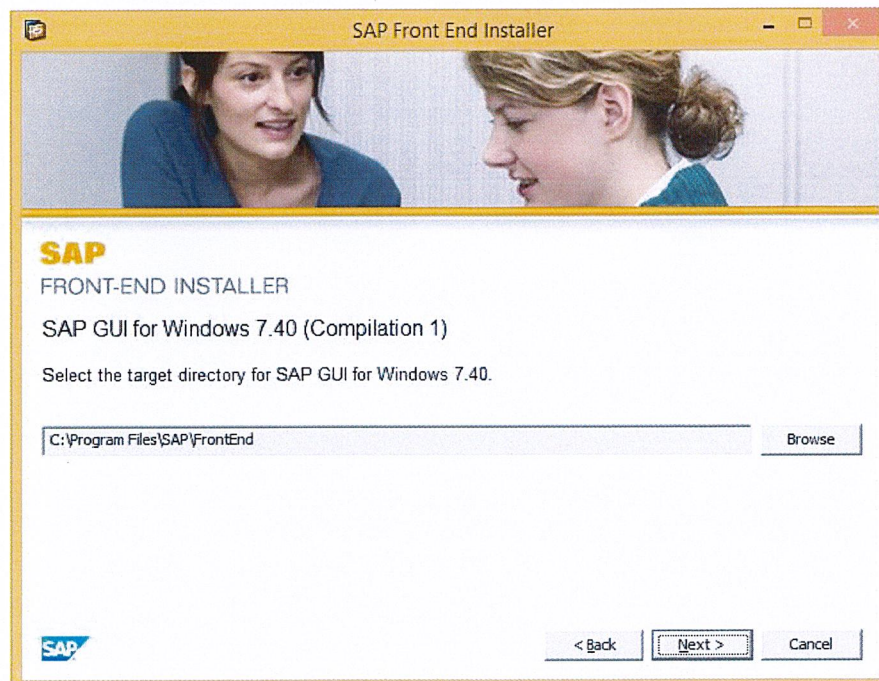 SAP Front End Installer
SAP
FRONT-END INSTALLER
SAP GUI for Windows 7.40 (Compilation 1)
Select the target directory for SAP GUI for Windows 7.40.
C:\Program Files\SAP\FrontEnd
Browse
SAP
< Back
Next >
Cancel